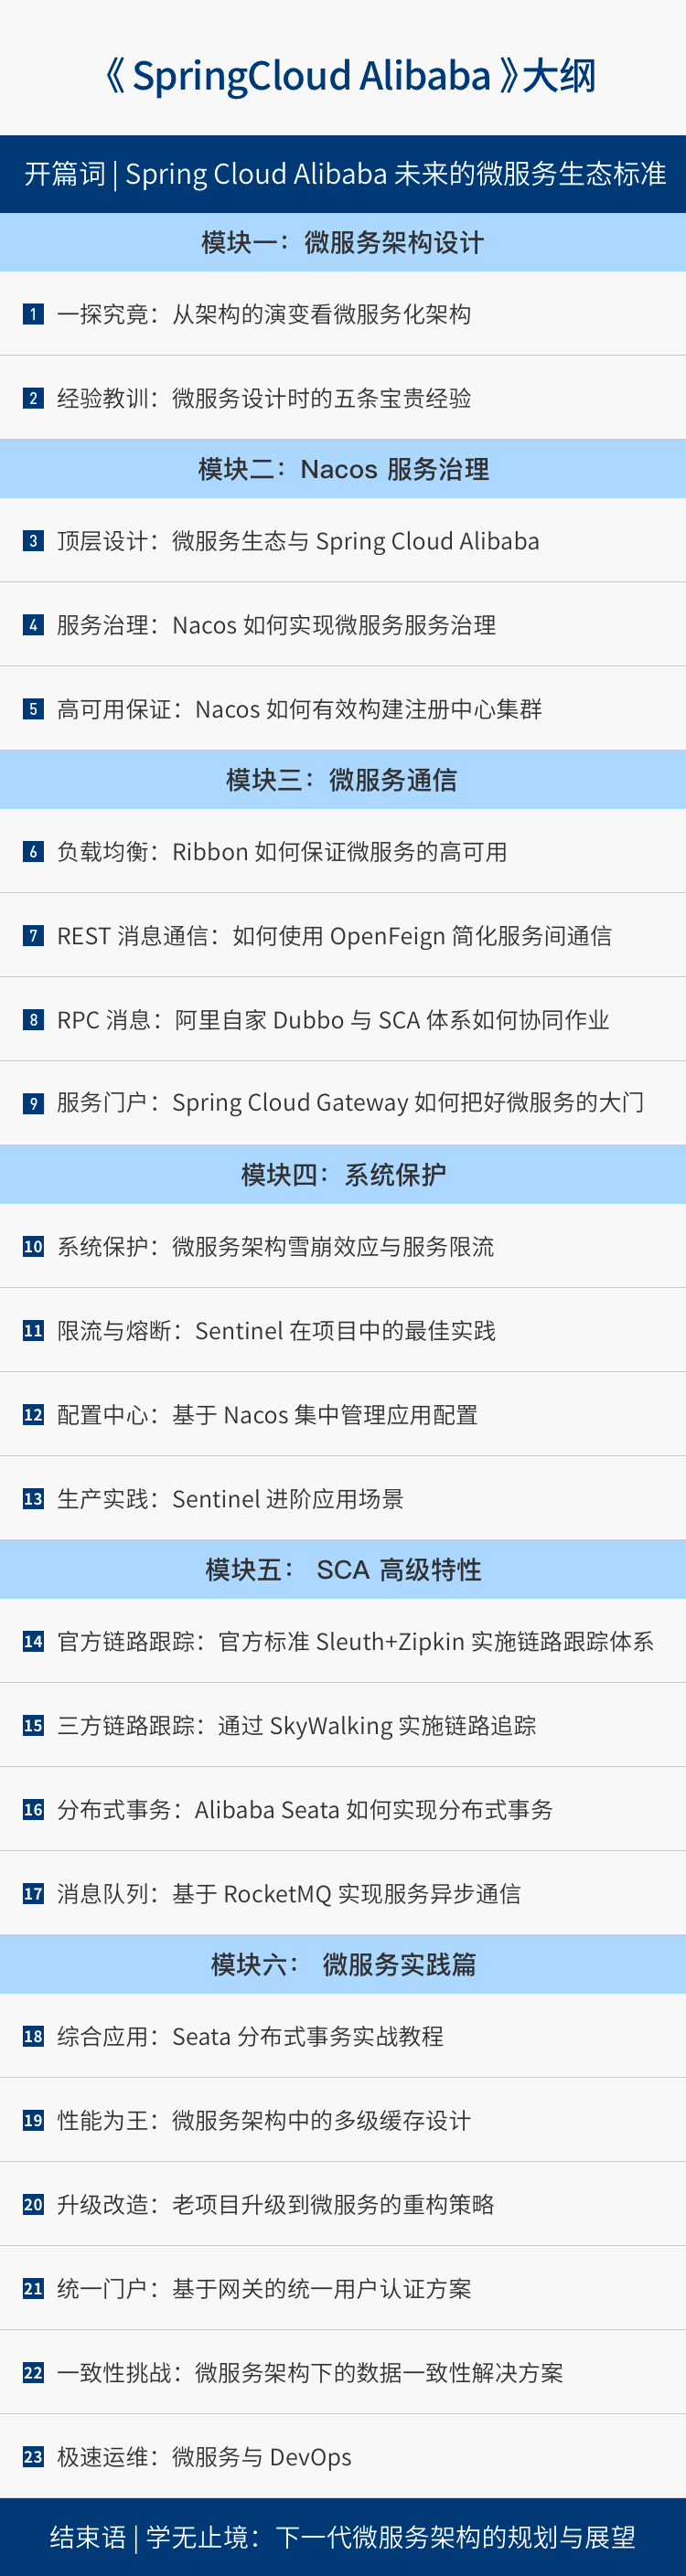 《 SpringCloud Alibaba 》大纲
开篇词 | Spring Cloud Alibaba 未来的微服务生态标准
模块一：微服务架构设计
1 一探究竟：从架构的演变看微服务化架构
2 经验教训：微服务设计时的五条宝贵经验
模块二：Nacos 服务治理
3 顶层设计：微服务生态与 Spring Cloud Alibaba
4 服务治理：Nacos 如何实现微服务服务治理
5 高可用保证：Nacos 如何有效构建注册中心集群
模块三：微服务通信
6 负载均衡：Ribbon 如何保证微服务的高可用
7 REST 消息通信：如何使用 OpenFeign 简化服务间通信
8 RPC 消息：阿里自家 Dubbo 与 SCA 体系如何协同作业
9 服务门户：Spring Cloud Gateway 如何把好微服务的大门
模块四：系统保护
10 系统保护：微服务架构雪崩效应与服务限流
11 限流与熔断：Sentinel 在项目中的最佳实践
12 配置中心：基于 Nacos 集中管理应用配置
13 生产实践：Sentinel 进阶应用场景
模块五： SCA 高级特性
14 官方链路跟踪：官方标准 Sleuth+Zipkin 实施链路跟踪体系
15 三方链路跟踪：通过 SkyWalking 实施链路追踪
16 分布式事务：Alibaba Seata 如何实现分布式事务
17 消息队列：基于 RocketMQ 实现服务异步通信
模块六： 微服务实践篇
18 综合应用：Seata 分布式事务实战教程
19 性能为王：微服务架构中的多级缓存设计
20 升级改造：老项目升级到微服务的重构策略
21 统一门户：基于网关的统一用户认证方案
22 一致性挑战：微服务架构下的数据一致性解决方案
23 极速运维：微服务与 DevOps
结束语 | 学无止境：下一代微服务架构的规划与展望